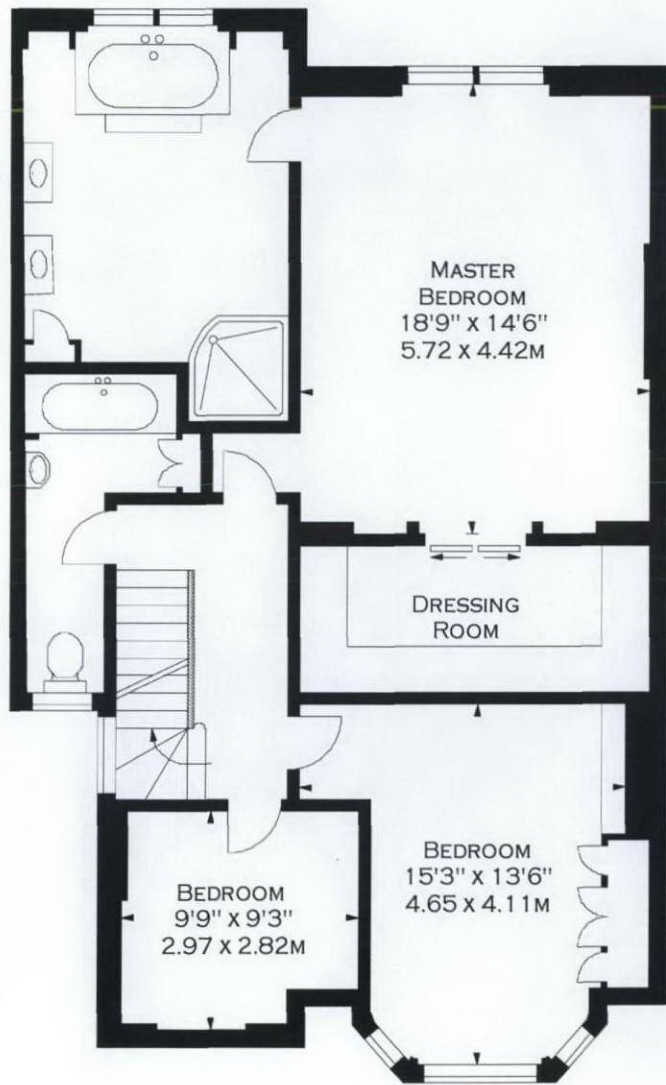 MASTER
BEDROOM
18'9" X 14'6"
5.72 X 4.42M
DRESSING
ROOM
BEDROOM
15'3" X 13'6"
4.65 X 4.11M
BEDROOM
9'9" X 9'3"
2.97 X 2.82M